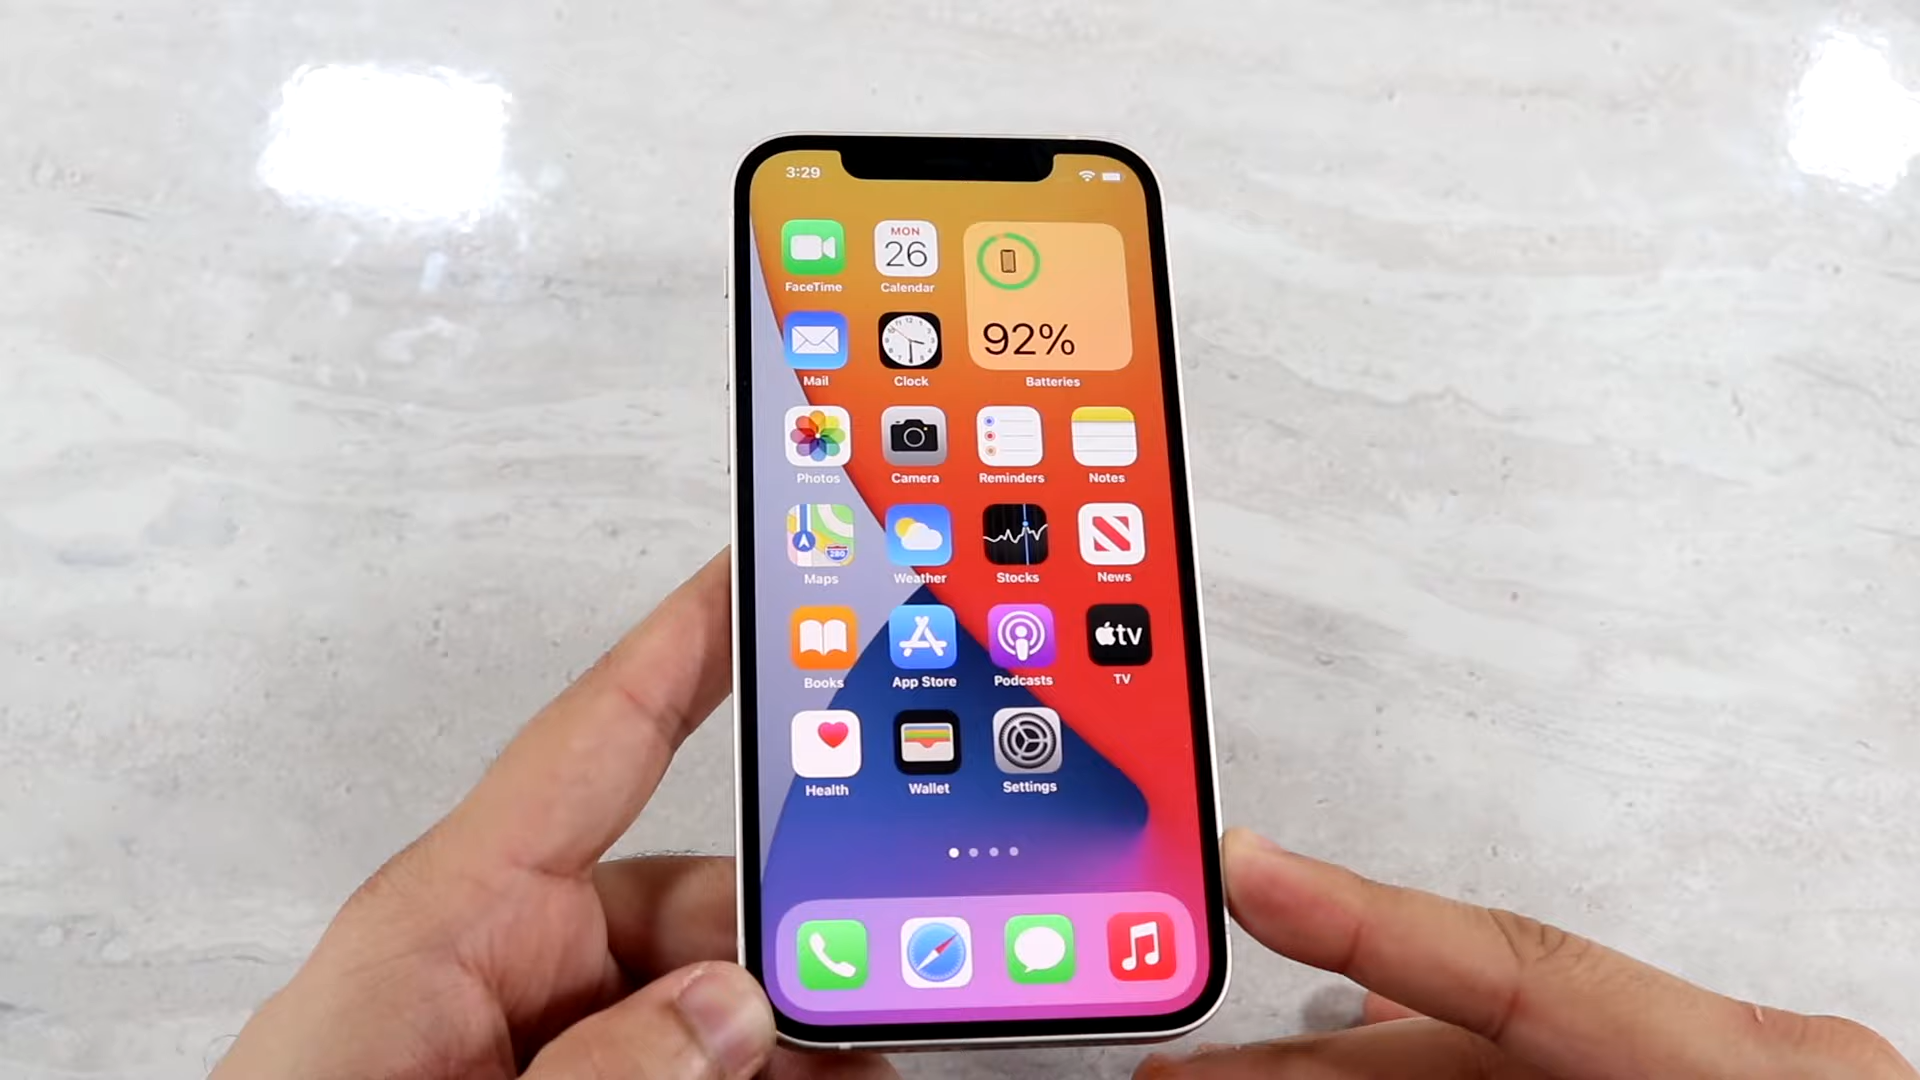 3:29
MON
26
FaceTime
Calendar
92%
Mail
Clock
Batteries
Photos
Camera
Reminders
Notes
280
Maps
Weather
Stocks
News
tv
Books
App Store
Podcasts
TV
Health
Wallet
Settings